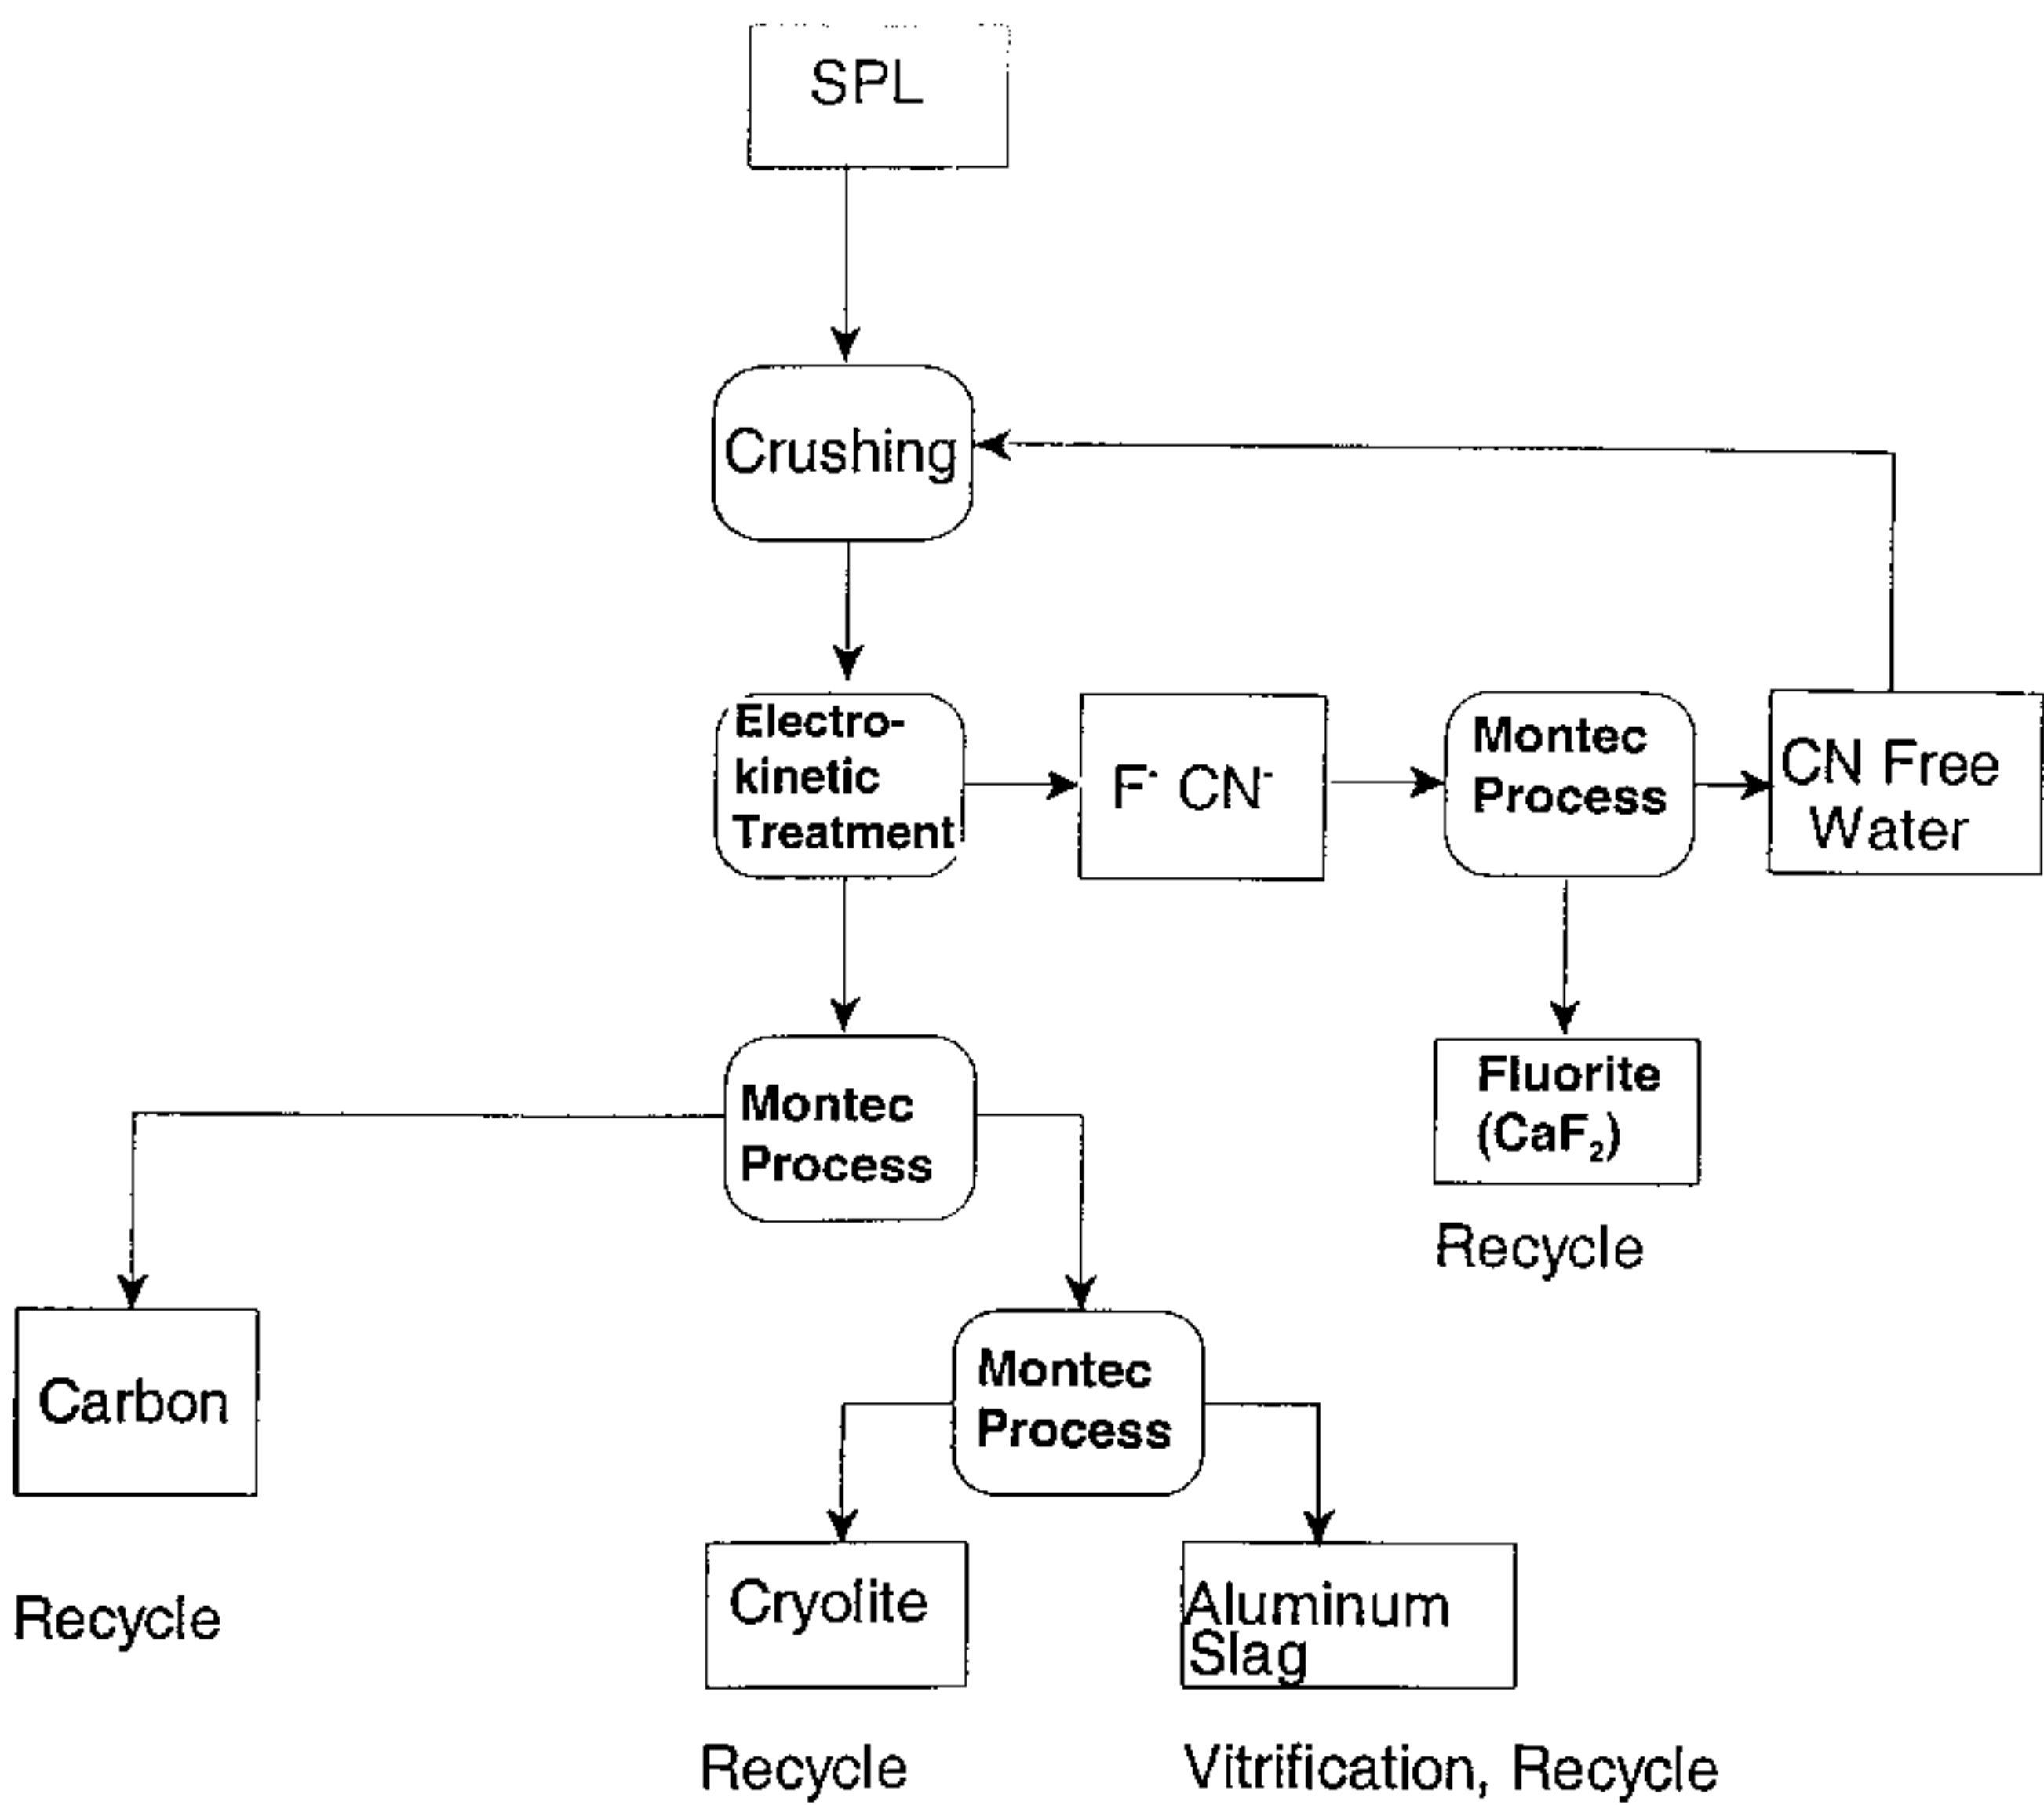 SPL
Crushing
Electro-
kinetic
Treatment
F⁻ CN⁻
Montec
Process
CN Free
Water
Montec
Process
Fluorite
(CaF₂)
Recycle
Carbon
Recycle
Montec
Process
Cryolite
Recycle
Aluminum
Slag
Vitrification, Recycle